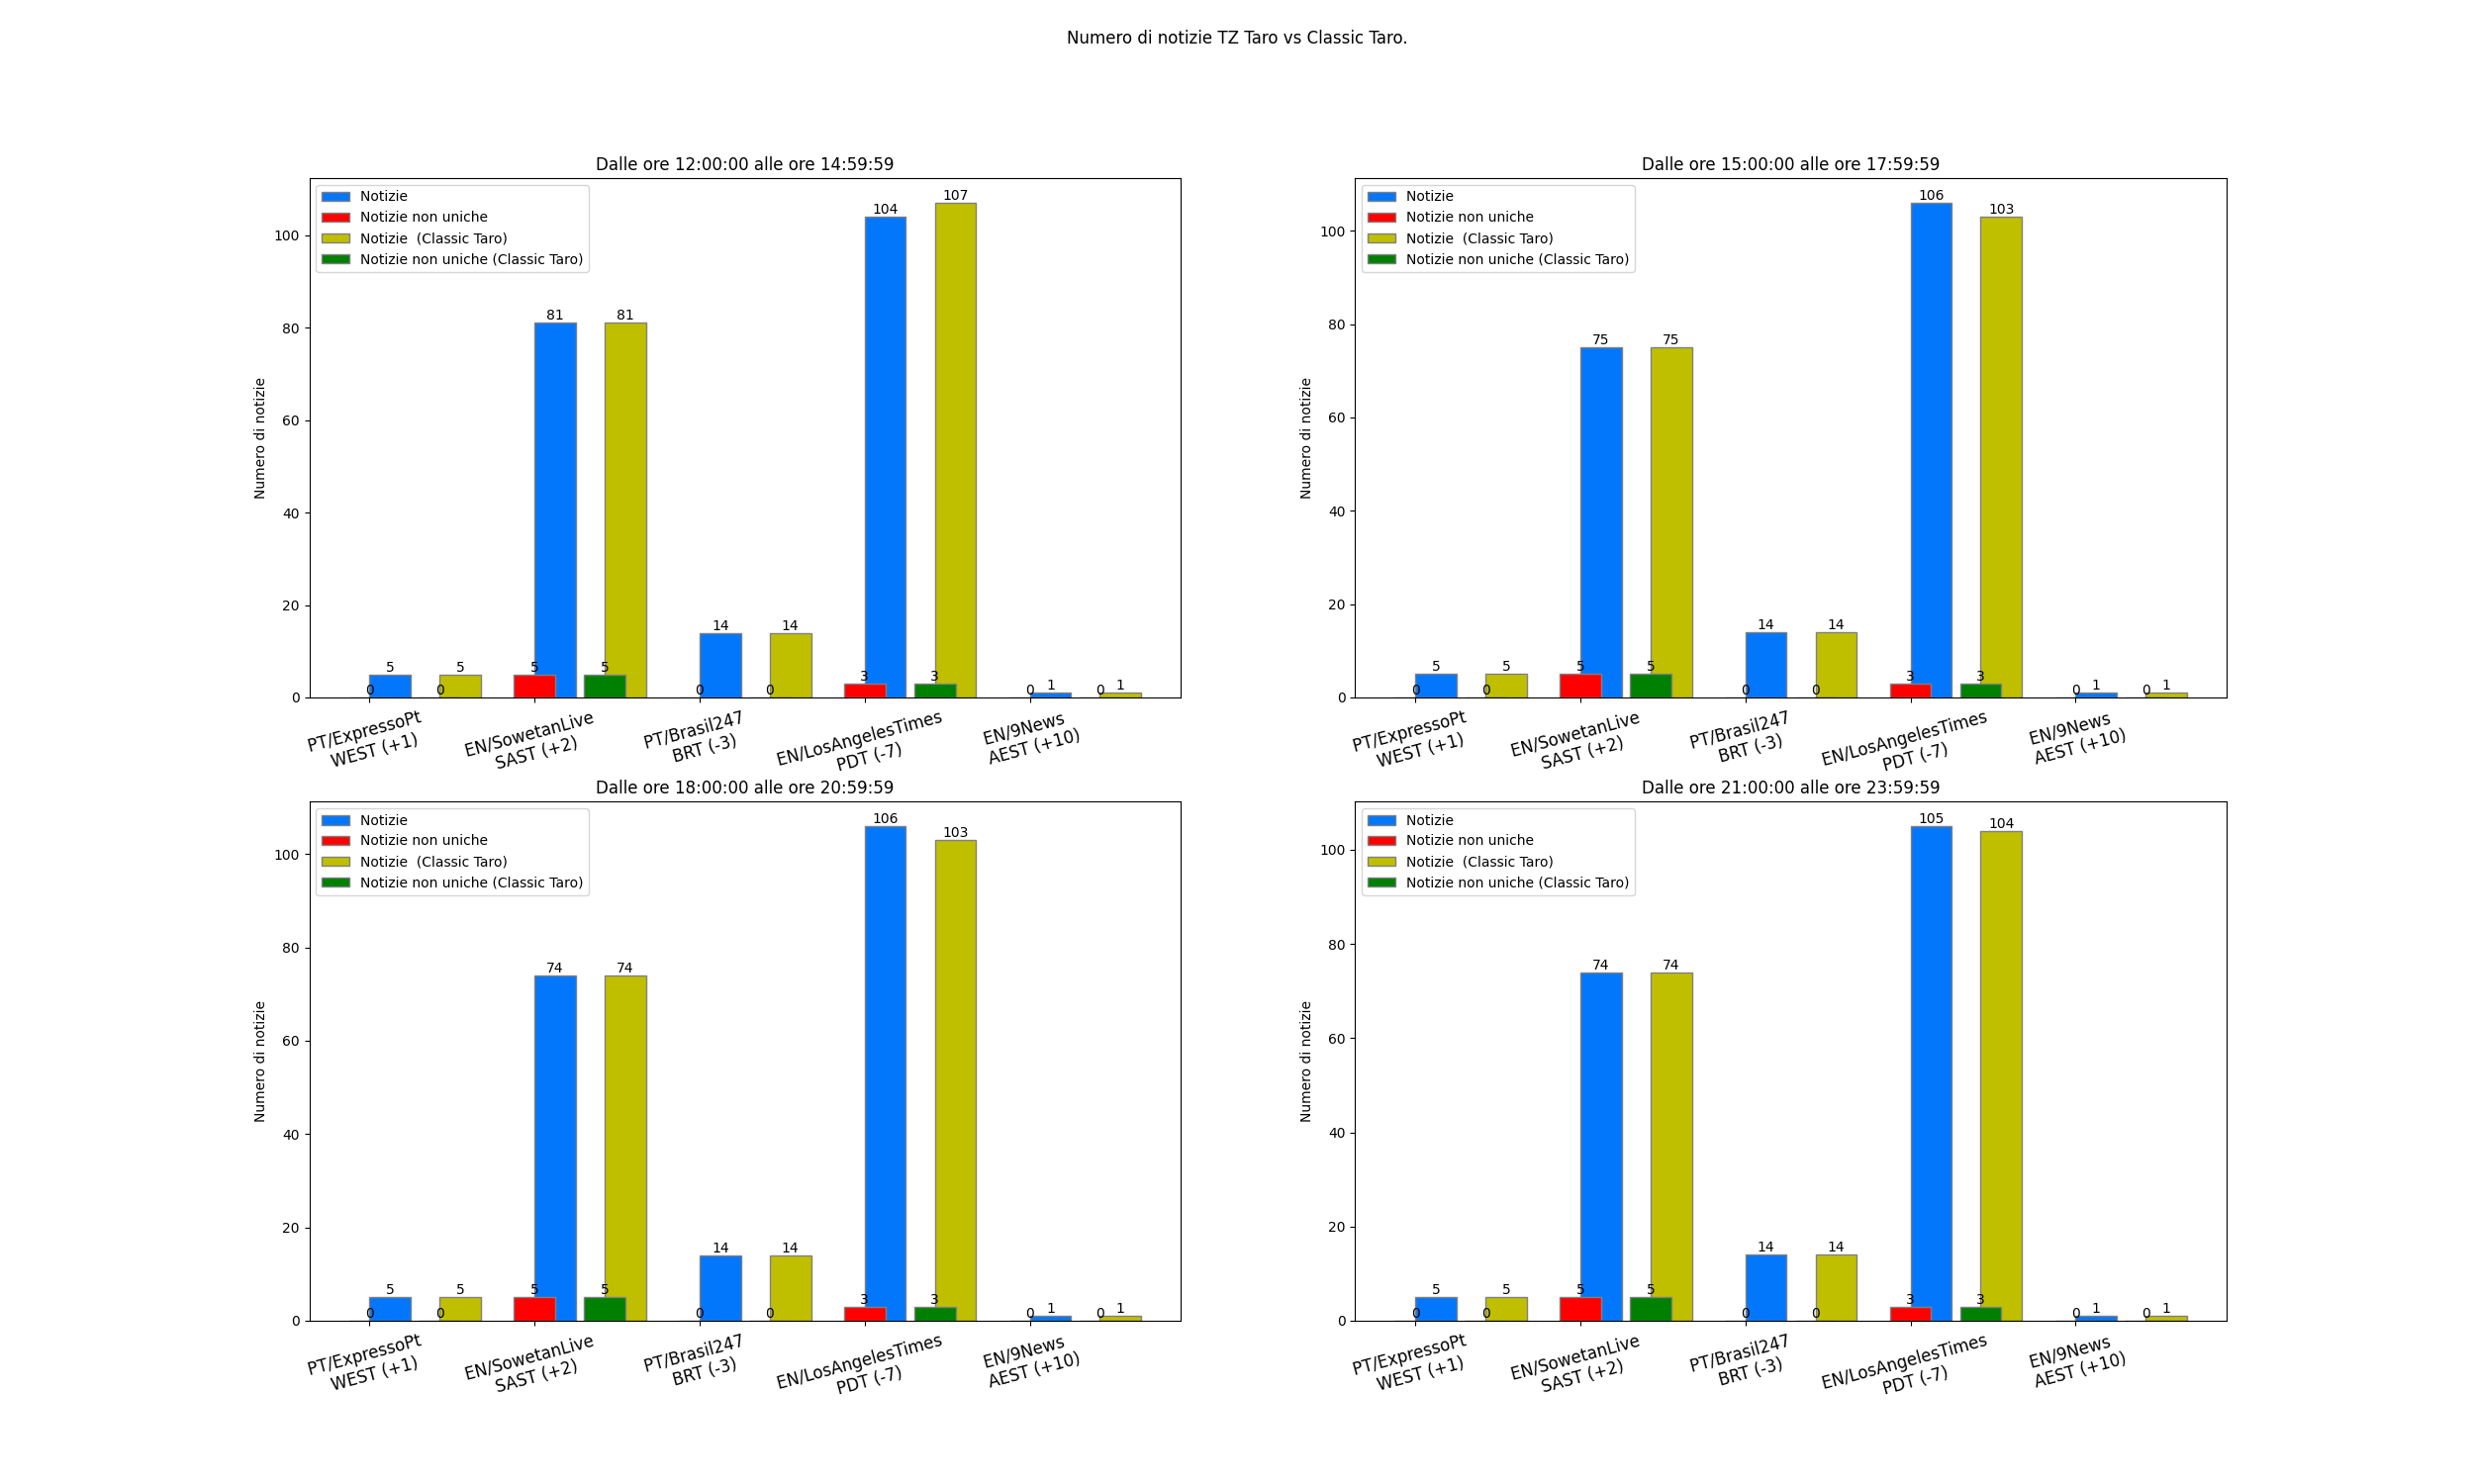 Numero di notizie TZ Taro vs Classic Taro.
Dalle ore 12:00:00 alle ore 14:59:59
Notizie
Notizie non uniche
Notizie  (Classic Taro)
Notizie non uniche (Classic Taro)
Numero di notizie
100
80
60
40
20
0
0 5 0 5
5 81 5 81
0 14 0 14
3 104 3 107
0 1 0 1
PT/ExpressoPt
WEST (+1)
EN/SowetanLive
SAST (+2)
PT/Brasil247
BRT (-3)
EN/LosAngelesTimes
PDT (-7)
EN/9News
AEST (+10)
Dalle ore 15:00:00 alle ore 17:59:59
Notizie
Notizie non uniche
Notizie  (Classic Taro)
Notizie non uniche (Classic Taro)
Numero di notizie
100
80
60
40
20
0
0 5 0 5
5 75 5 75
0 14 0 14
3 106 3 103
0 1 0 1
PT/ExpressoPt
WEST (+1)
EN/SowetanLive
SAST (+2)
PT/Brasil247
BRT (-3)
EN/LosAngelesTimes
PDT (-7)
EN/9News
AEST (+10)
Dalle ore 18:00:00 alle ore 20:59:59
Notizie
Notizie non uniche
Notizie  (Classic Taro)
Notizie non uniche (Classic Taro)
Numero di notizie
100
80
60
40
20
0
0 5 0 5
5 74 5 74
0 14 0 14
3 106 3 103
0 1 0 1
PT/ExpressoPt
WEST (+1)
EN/SowetanLive
SAST (+2)
PT/Brasil247
BRT (-3)
EN/LosAngelesTimes
PDT (-7)
EN/9News
AEST (+10)
Dalle ore 21:00:00 alle ore 23:59:59
Notizie
Notizie non uniche
Notizie  (Classic Taro)
Notizie non uniche (Classic Taro)
Numero di notizie
100
80
60
40
20
0
0 5 0 5
5 74 5 74
0 14 0 14
3 105 3 104
0 1 0 1
PT/ExpressoPt
WEST (+1)
EN/SowetanLive
SAST (+2)
PT/Brasil247
BRT (-3)
EN/LosAngelesTimes
PDT (-7)
EN/9News
AEST (+10)